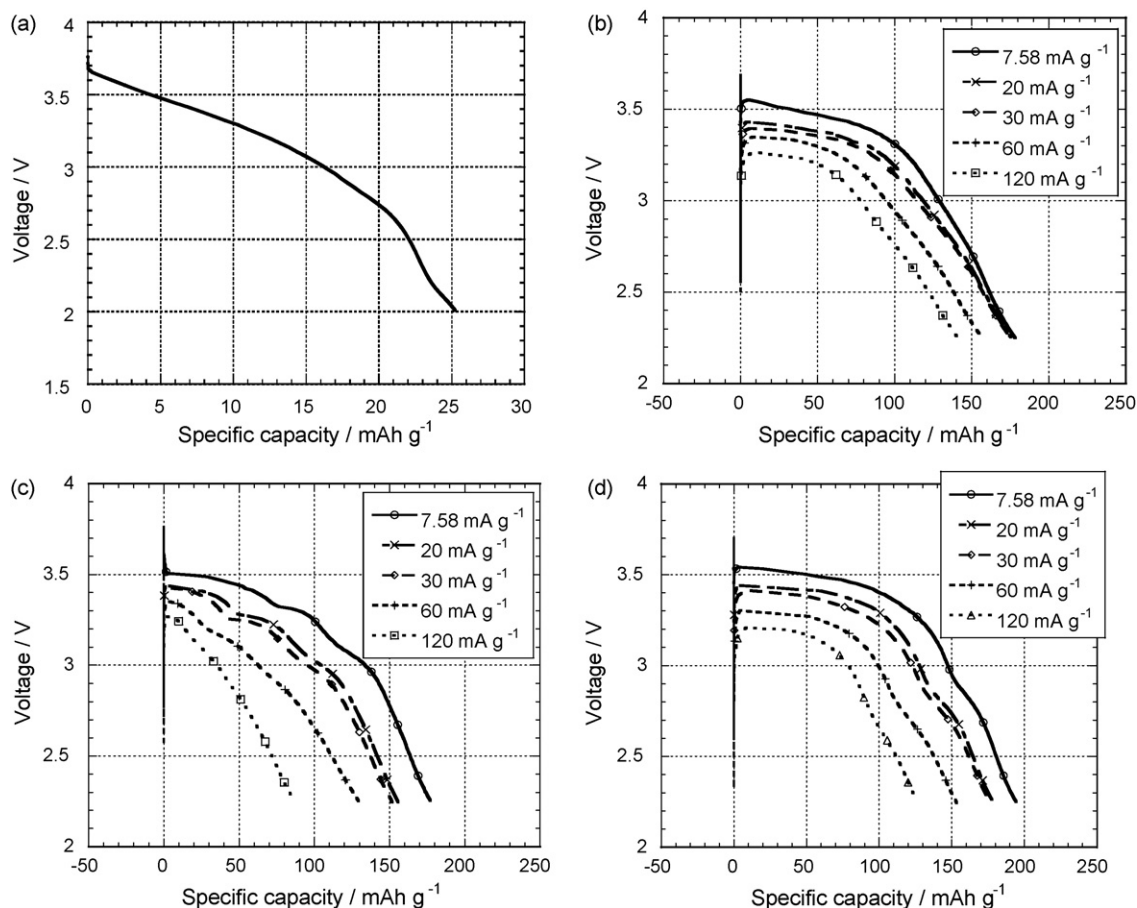 (a)
4
3.5
3
2.5
2
1.5
0 5 10 15 20 25 30
Voltage / V
Specific capacity / mAh g-1
(b)
4
3.5
3
2.5
2
-50 0 50 100 150 200 250
Voltage / V
Specific capacity / mAh g-1
7.58 mA g-1
20 mA g-1
30 mA g-1
60 mA g-1
120 mA g-1
(c)
4
3.5
3
2.5
2
-50 0 50 100 150 200 250
Voltage / V
Specific capacity / mAh g-1
7.58 mA g-1
20 mA g-1
30 mA g-1
60 mA g-1
120 mA g-1
(d)
4
3.5
3
2.5
2
-50 0 50 100 150 200 250
Voltage / V
Specific capacity / mAh g-1
7.58 mA g-1
20 mA g-1
30 mA g-1
60 mA g-1
120 mA g-1